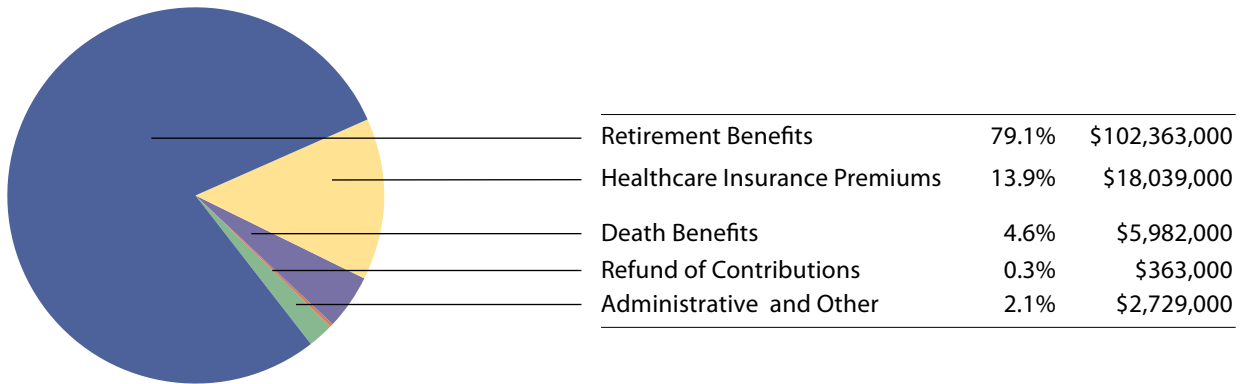 Retirement Benefits 79.1% $102,363,000
Healthcare Insurance Premiums 13.9% $18,039,000
Death Benefits 4.6% $5,982,000
Refund of Contributions 0.3% $363,000
Administrative and Other 2.1% $2,729,000